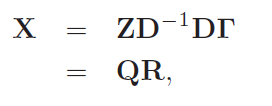 X = ZD⁻¹DΓ
= QR,